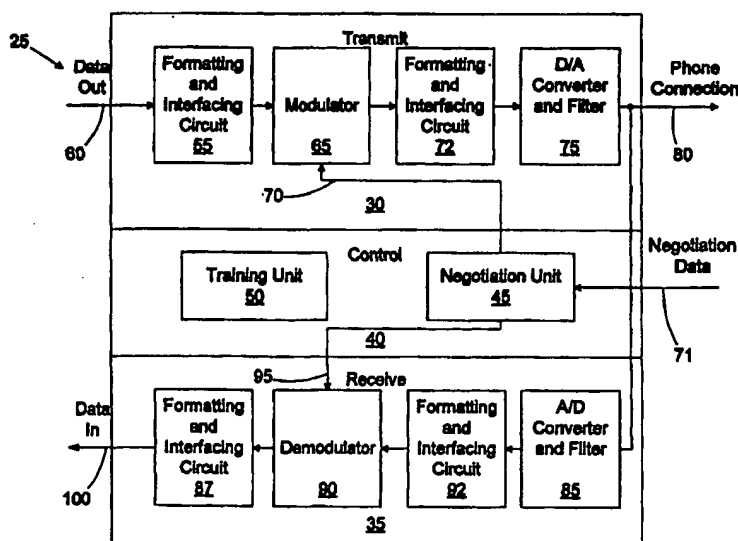 25
Transmit
Data
Out
60
Formatting
and
Interfacing
Circuit
55
Modulator
65
Formatting
and
Interfacing
Circuit
72
D/A
Converter
and Filter
75
Phone
Connection
80
70
30
Control
Training Unit
50
Negotiation Unit
45
Negotiation
Data
71
40
95
Receive
Data
In
100
Formatting
and
Interfacing
Circuit
87
Demodulator
90
Formatting
and
Interfacing
Circuit
92
A/D
Converter
and Filter
85
35